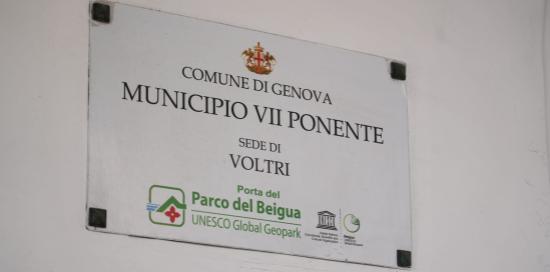 COMUNE DI GENOVA
MUNICIPIO VII PONENTE
SEDE DI
VOLTRI
Porta del
Parco del Beigua
UNESCO Global Geopark